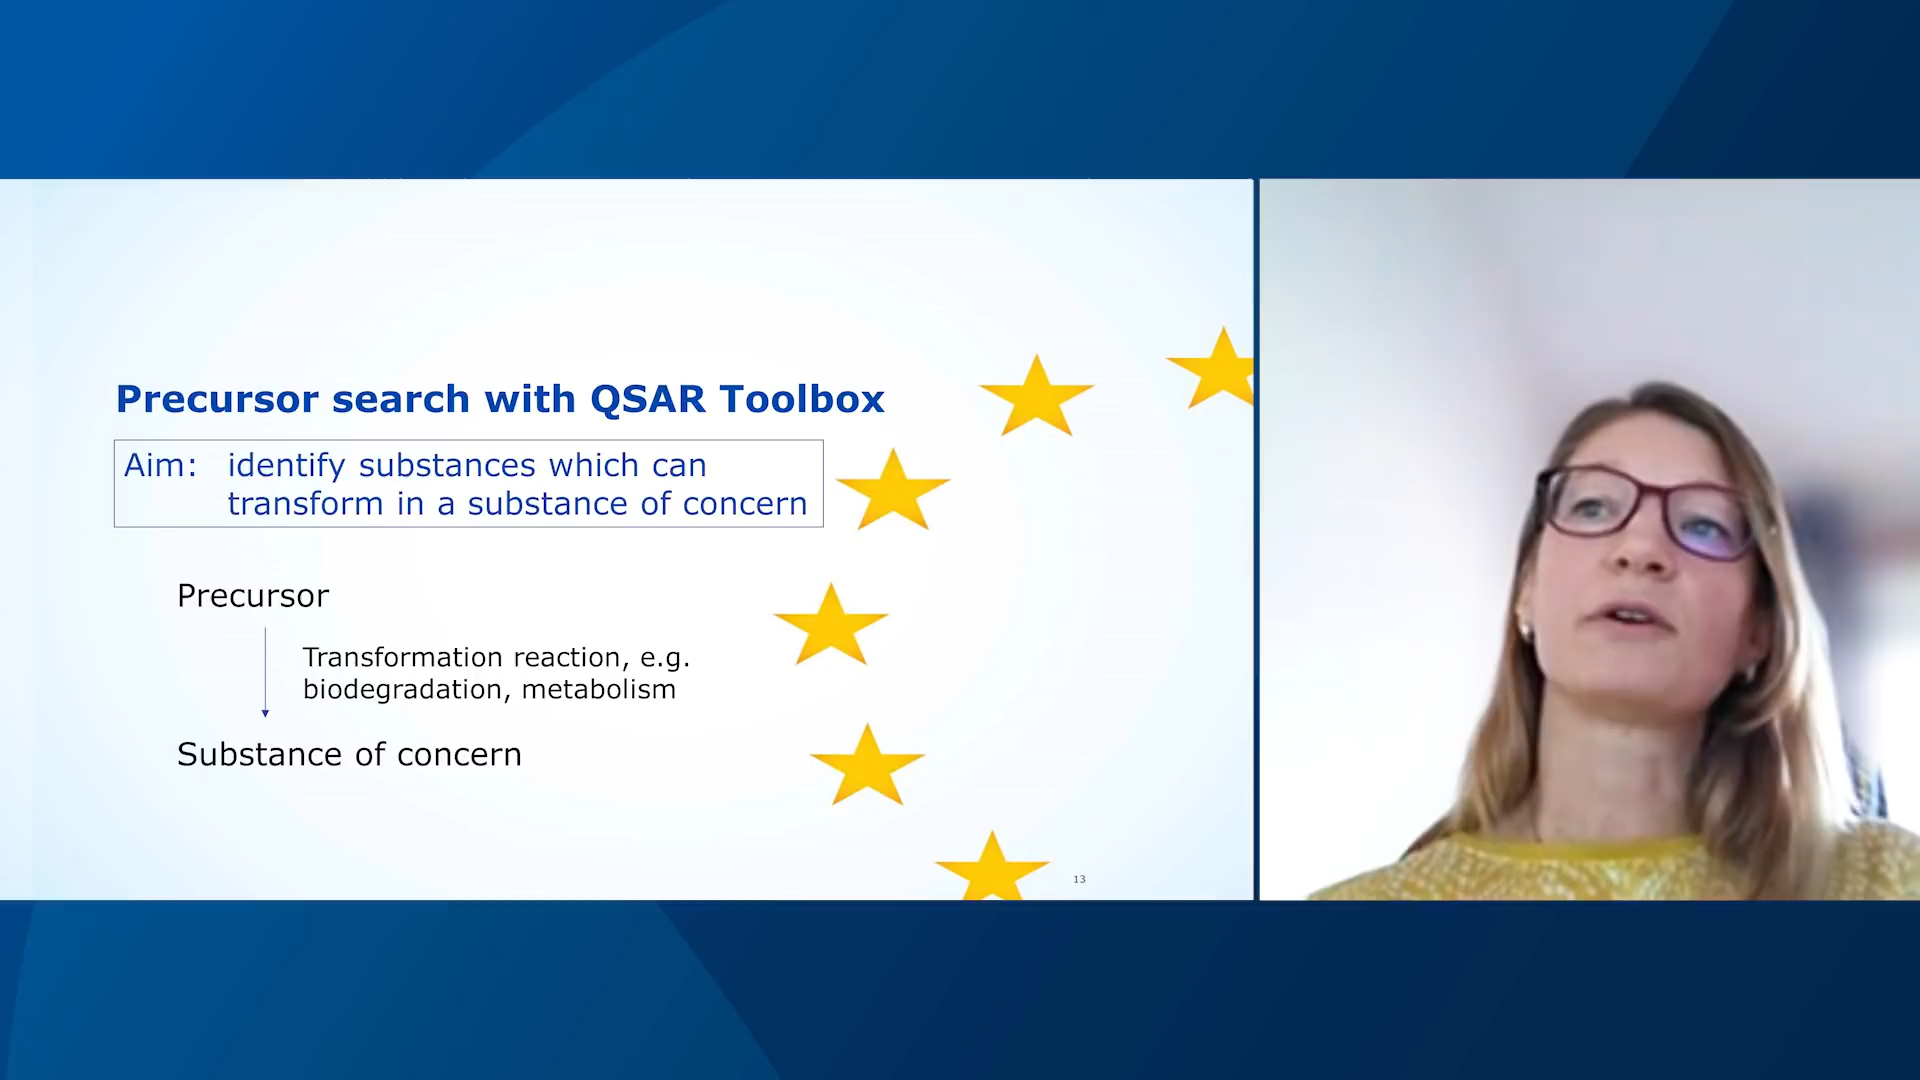 Precursor search with QSAR Toolbox
Aim: identify substances which can
transform in a substance of concern
Precursor
Transformation reaction, e.g.
biodegradation, metabolism
Substance of concern
13